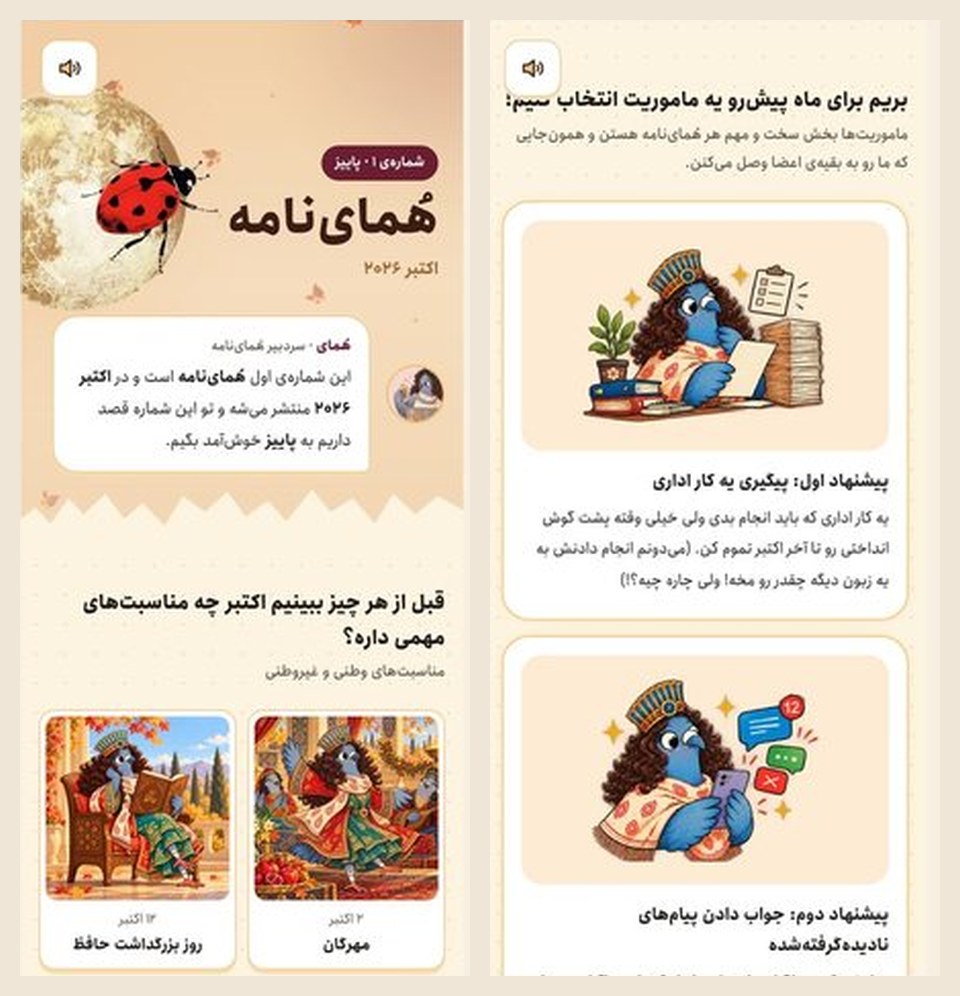 شماره‌ی ۱ • پاییز
هُمای‌نامه
اکتبر ۲۰۲۶
هُمای • سردبیر هُمای‌نامه
این شماره‌ی اول هُمای‌نامه است و در اکتبر
۲۰۲۶ منتشر می‌شه و تو این شماره قصد
داریم به پاییز خوش‌آمد بگیم.
قبل از هر چیز ببینیم اکتبر چه مناسبت‌های
مهمی داره؟
مناسبت‌های وطنی و غیروطنی
۲ اکتبر
مهرگان
۱۲ اکتبر
روز بزرگداشت حافظ
بریم برای ماه پیش‌رو یه ماموریت انتخاب کنیم!
ماموریت‌ها بخش سخت و مهم هر هُمای‌نامه هستن و همون‌جایی
که ما رو به بقیه‌ی اعضا وصل می‌کنن.
پیشنهاد اول: پیگیری یه کار اداری
یه کار اداری که باید انجام بدی ولی خیلی وقته پشت گوش
انداختی رو تا آخر اکتبر تموم کن. (می‌دونم انجام دادنش به
یه زبون دیگه چقدر رو مخه! ولی چاره چیه؟!)
12
پیشنهاد دوم: جواب دادن پیام‌های
نادیده‌گرفته‌شده